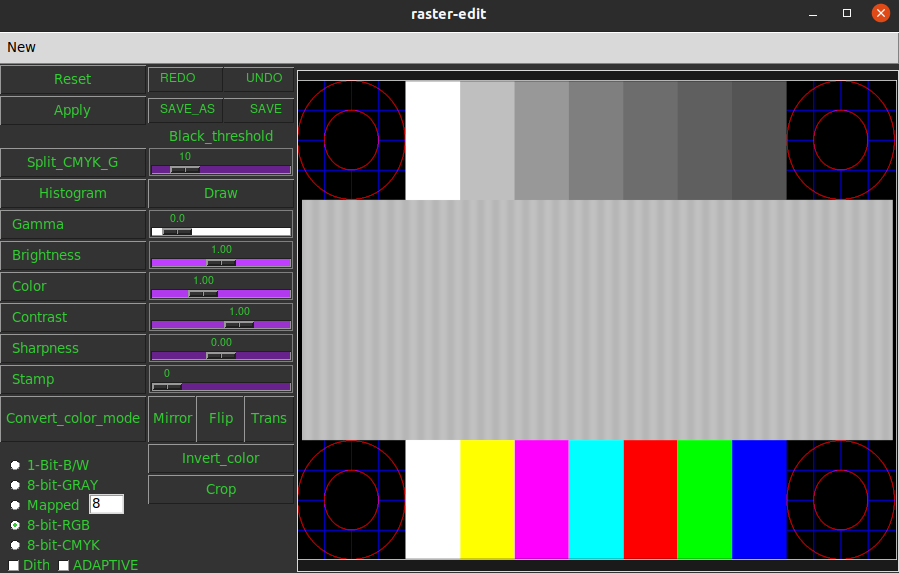 raster-edit
New
Reset REDO UNDO
Apply SAVE_AS SAVE
Black_threshold
Split_CMYK_G 10
Histogram Draw
Gamma 0.0
Brightness 1.00
Color 1.00
Contrast 1.00
Sharpness 0.00
Stamp 0
Convert_color_mode Mirror Flip Trans
Invert_color
1-Bit-B/W
8-bit-GRAY
Crop
Mapped 8
8-bit-RGB
8-bit-CMYK
Dith ADAPTIVE